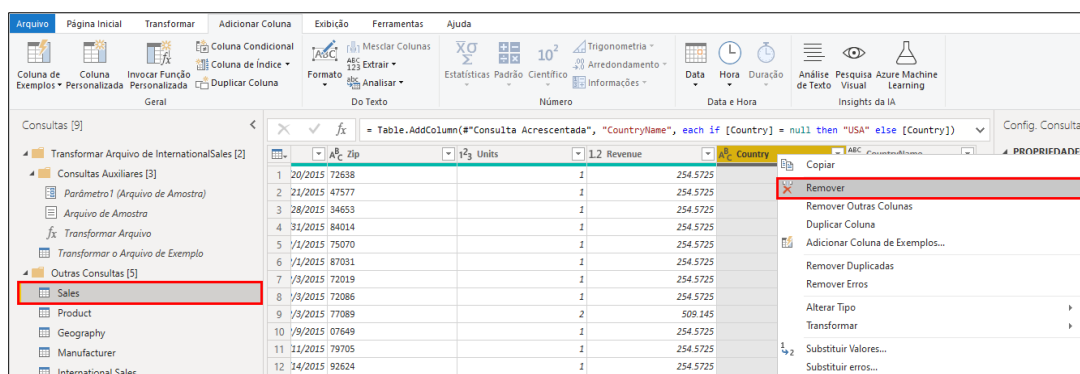 Arquivo Página Inicial Transformar Adicionar Coluna Exibição Ferramentas Ajuda
Coluna de Exemplos
Coluna Personalizada
Invocar Função Personalizada
Coluna Condicional
Coluna de Índice
Duplicar Coluna
Geral
Formato
Mesclar Colunas
Extrair
Analisar
Do Texto
Estatísticas
Padrão
Científico
Trigonometria
Arredondamento
Informações
Número
Data
Hora
Duração
Data e Hora
Análise de Texto
Pesquisa Visual
Azure Machine Learning
Insights da IA
Consultas [9]
= Table.AddColumn(#"Consulta Acrescentada", "CountryName", each if [Country] = null then "USA" else [Country])
Config. Consulta
PROPRIEDADE
Transformar Arquivo de InternationalSales [2]
Consultas Auxiliares [3]
Parâmetro1 (Arquivo de Amostra)
Arquivo de Amostra
Transformar Arquivo
Transformar o Arquivo de Exemplo
Outras Consultas [5]
Sales
Product
Geography
Manufacturer
International Sales
Zip Units Revenue Country CountryName
1 20/2015 72638 1 254.5725
2 21/2015 47577 1 254.5725
3 28/2015 34653 1 254.5725
4 31/2015 84014 1 254.5725
5 /1/2015 75070 1 254.5725
6 /1/2015 87031 1 254.5725
7 /3/2015 72019 1 254.5725
8 /3/2015 72086 1 254.5725
9 /3/2015 77089 2 509.145
10 /9/2015 07649 1 254.5725
11 11/2015 79705 1 254.5725
12 14/2015 92624 1 254.5725
Copiar
Remover
Remover Outras Colunas
Duplicar Coluna
Adicionar Coluna de Exemplos...
Remover Duplicadas
Remover Erros
Alterar Tipo
Transformar
Substituir Valores...
Substituir erros...